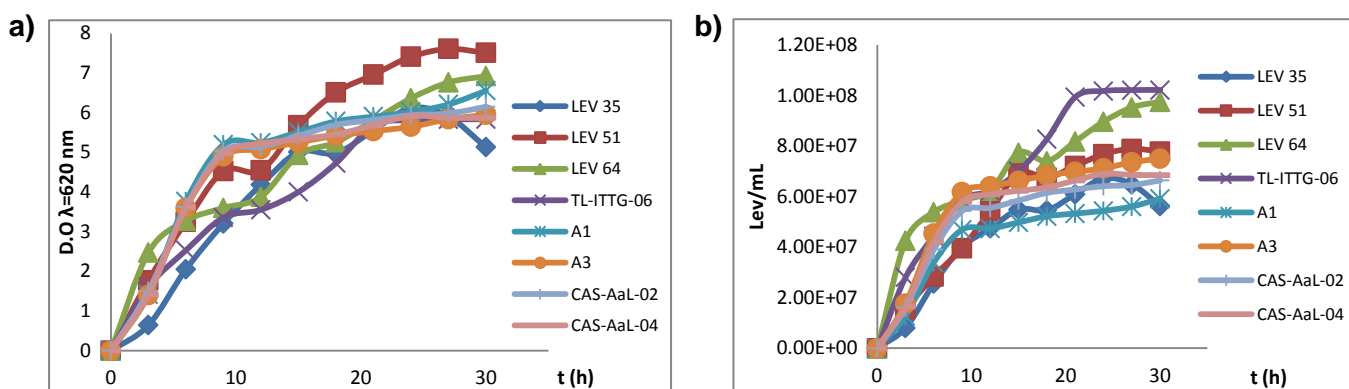 a)
D.O λ=620 nm
8
7
6
5
4
3
2
1
0
0 10 20 30
t (h)
LEV 35
LEV 51
LEV 64
TL-ITTG-06
A1
A3
CAS-AaL-02
CAS-AaL-04
b)
Lev/mL
1.20E+08
1.00E+08
8.00E+07
6.00E+07
4.00E+07
2.00E+07
0.00E+00
0 10 20 30
t (h)
LEV 35
LEV 51
LEV 64
TL-ITTG-06
A1
A3
CAS-AaL-02
CAS-AaL-04